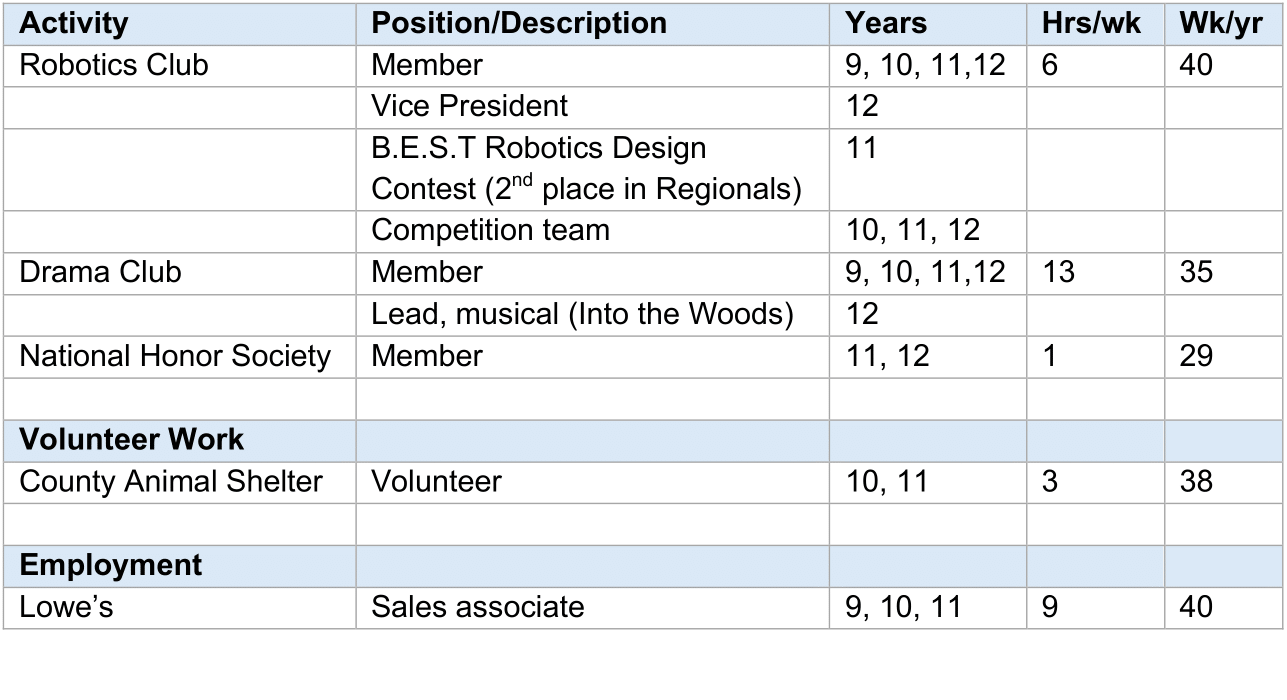 Activity Position/Description Years Hrs/wk Wk/yr
Robotics Club Member 9, 10, 11,12 6 40
Vice President 12
B.E.S.T Robotics Design 11
Contest (2nd place in Regionals)
Competition team 10, 11, 12
Drama Club Member 9, 10, 11,12 13 35
Lead, musical (Into the Woods) 12
National Honor Society Member 11, 12 1 29
Volunteer Work
County Animal Shelter Volunteer 10, 11 3 38
Employment
Lowe’s Sales associate 9, 10, 11 9 40